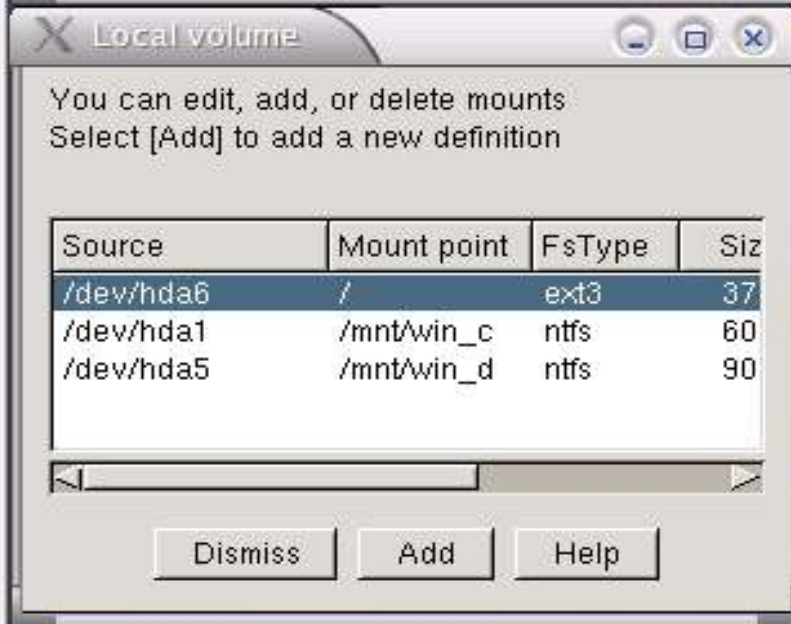 Local volume
You can edit, add, or delete mounts
Select [Add] to add a new definition
Source Mount point FsType Siz
/dev/hda6 / ext3 37
/dev/hda1 /mnt/win_c ntfs 60
/dev/hda5 /mnt/win_d ntfs 90
Dismiss Add Help